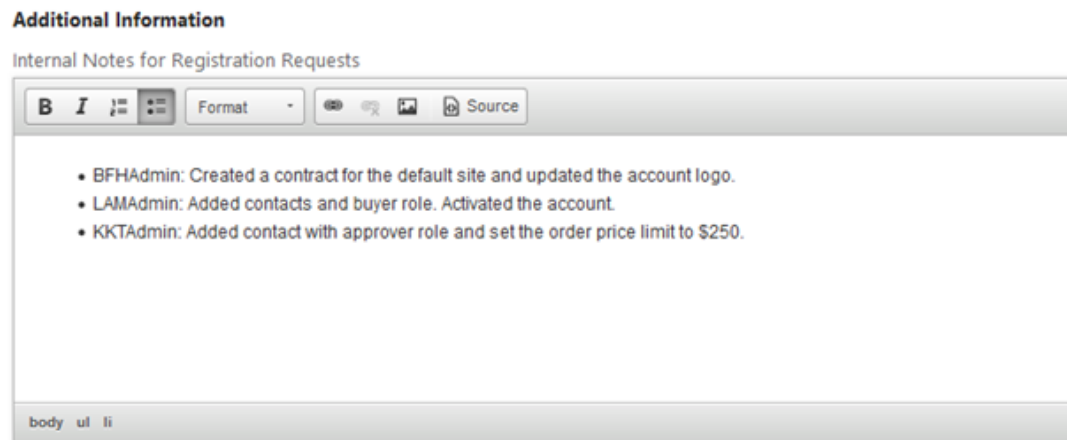 Additional Information
Internal Notes for Registration Requests
B I Format Source
BFHAdmin: Created a contract for the default site and updated the account logo.
LAMAdmin: Added contacts and buyer role. Activated the account.
KKTAdmin: Added contact with approver role and set the order price limit to $250.
body ul li